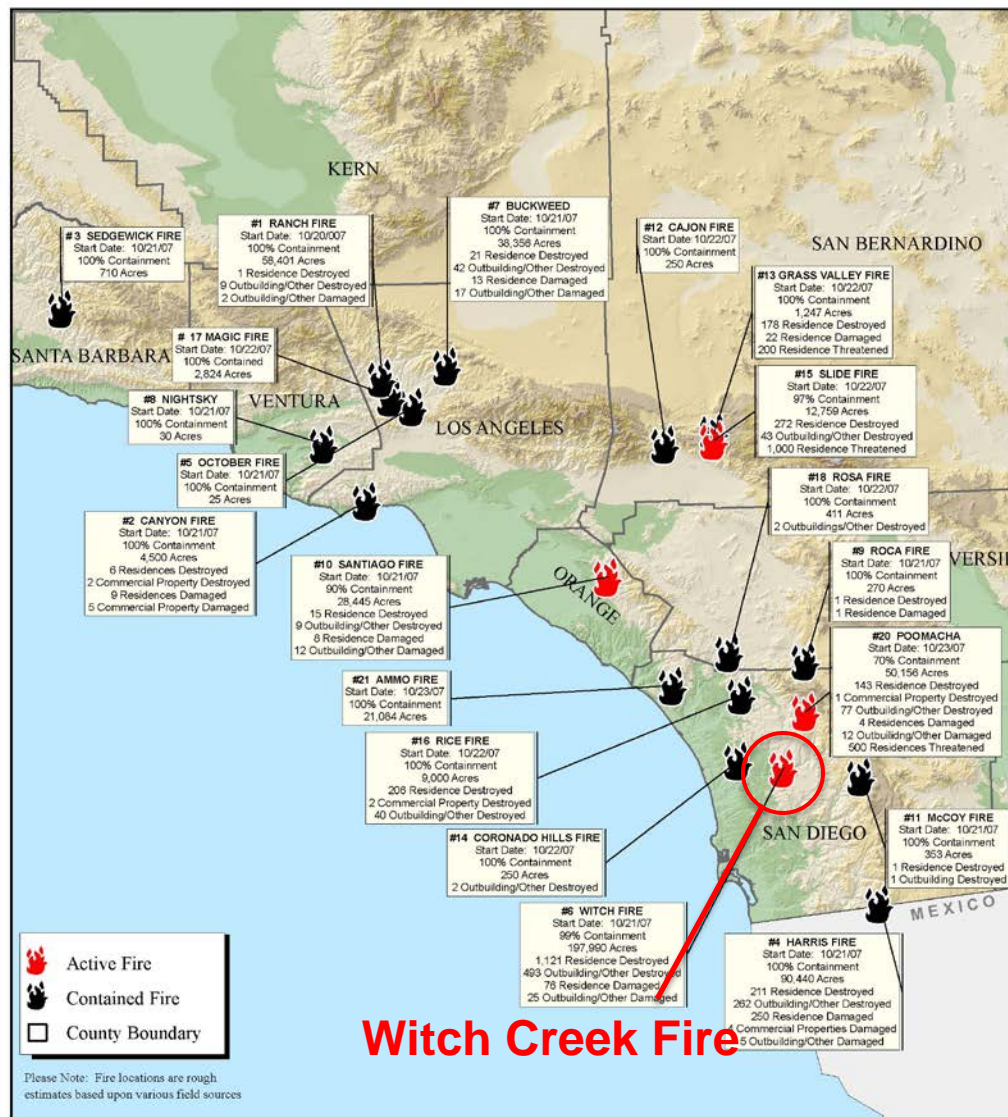 KERN
#7 BUCKWEED
Start Date: 10/21/07
100% Containment
38,356 Acres
21 Residence Destroyed
42 Outbuilding/Other Destroyed
13 Residence Damaged
17 Outbuilding/Other Damaged
#1 RANCH FIRE
Start Date: 10/20/007
100% Containment
58,401 Acres
1 Residence Destroyed
9 Outbuilding/Other Destroyed
2 Outbuilding/Other Damaged
#12 CAJON FIRE
Start Date: 10/22/07
100% Containment
250 Acres
SAN BERNARDINO
# 3 SEDGEWICK FIRE
Start Date: 10/21/07
100% Containment
710 Acres
#13 GRASS VALLEY FIRE
Start Date: 10/22/07
100% Containment
1,247 Acres
178 Residence Destroyed
22 Residence Damaged
200 Residence Threatened
SANTA BARBARA
# 17 MAGIC FIRE
Start Date: 10/22/07
100% Contained
2,824 Acres
#15 SLIDE FIRE
Start Date: 10/22/07
97% Containment
12,759 Acres
272 Residence Destroyed
43 Outbuilding/Other Destroyed
1,000 Residence Threatened
#8 NIGHTSKY
Start Date: 10/21/07
100% Containment
30 Acres
VENTURA
LOS ANGELES
#5 OCTOBER FIRE
Start Date: 10/21/07
100% Containment
25 Acres
#18 ROSA FIRE
Start Date: 10/22/07
100% Containment
411 Acres
2 Outbuildings/Other Destroyed
#2 CANYON FIRE
Start Date: 10/21/07
100% Containment
4,500 Acres
6 Residences Destroyed
2 Commercial Property Destroyed
9 Residences Damaged
5 Commercial Property Damaged
#10 SANTIAGO FIRE
Start Date: 10/21/07
90% Containment
28,445 Acres
15 Residence Destroyed
9 Outbuilding/Other Destroyed
8 Residence Damaged
12 Outbuilding/Other Damaged
ORANGE
#9 ROCA FIRE
Start Date: 10/21/07
100% Containment
270 Acres
1 Residence Destroyed
1 Residence Damaged
VERSI
#20 POOMACHA
Start Date: 10/23/07
70% Containment
50,156 Acres
143 Residence Destroyed
1 Commercial Property Destroyed
77 Outbuilding/Other Destroyed
4 Residences Damaged
12 Outbuilidng/Other Damaged
500 Residences Threatened
#21 AMMO FIRE
Start Date: 10/23/07
100% Containment
21,084 Acres
#16 RICE FIRE
Start Date: 10/22/07
100% Containment
9,000 Acres
206 Residence Destroyed
2 Commercial Property Destroyed
40 Outbuilding/Other Destroyed
#14 CORONADO HILLS FIRE
Start Date: 10/22/07
100% Containment
250 Acres
2 Outbuilding/Other Destroyed
SAN DIEGO
#11 McCOY FIRE
Start Date: 10/21/07
100% Containment
353 Acres
1 Residence Destroyed
1 Outbuilding Destroyed
MEXICO
#6 WITCH FIRE
Start Date: 10/21/07
99% Containment
197,990 Acres
1,121 Residence Destroyed
493 Outbuilding/Other Destroyed
76 Residence Damaged
25 Outbuilding/Other Damaged
#4 HARRIS FIRE
Start Date: 10/21/07
100% Containment
90,440 Acres
211 Residence Destroyed
262 Outbuilding/Other Destroyed
250 Residence Damaged
Commercial Properties Damaged
5 Outbuilding/Other Damaged
Witch Creek Fire
Active Fire
Contained Fire
County Boundary
Please Note: Fire locations are rough
estimates based upon various field sources